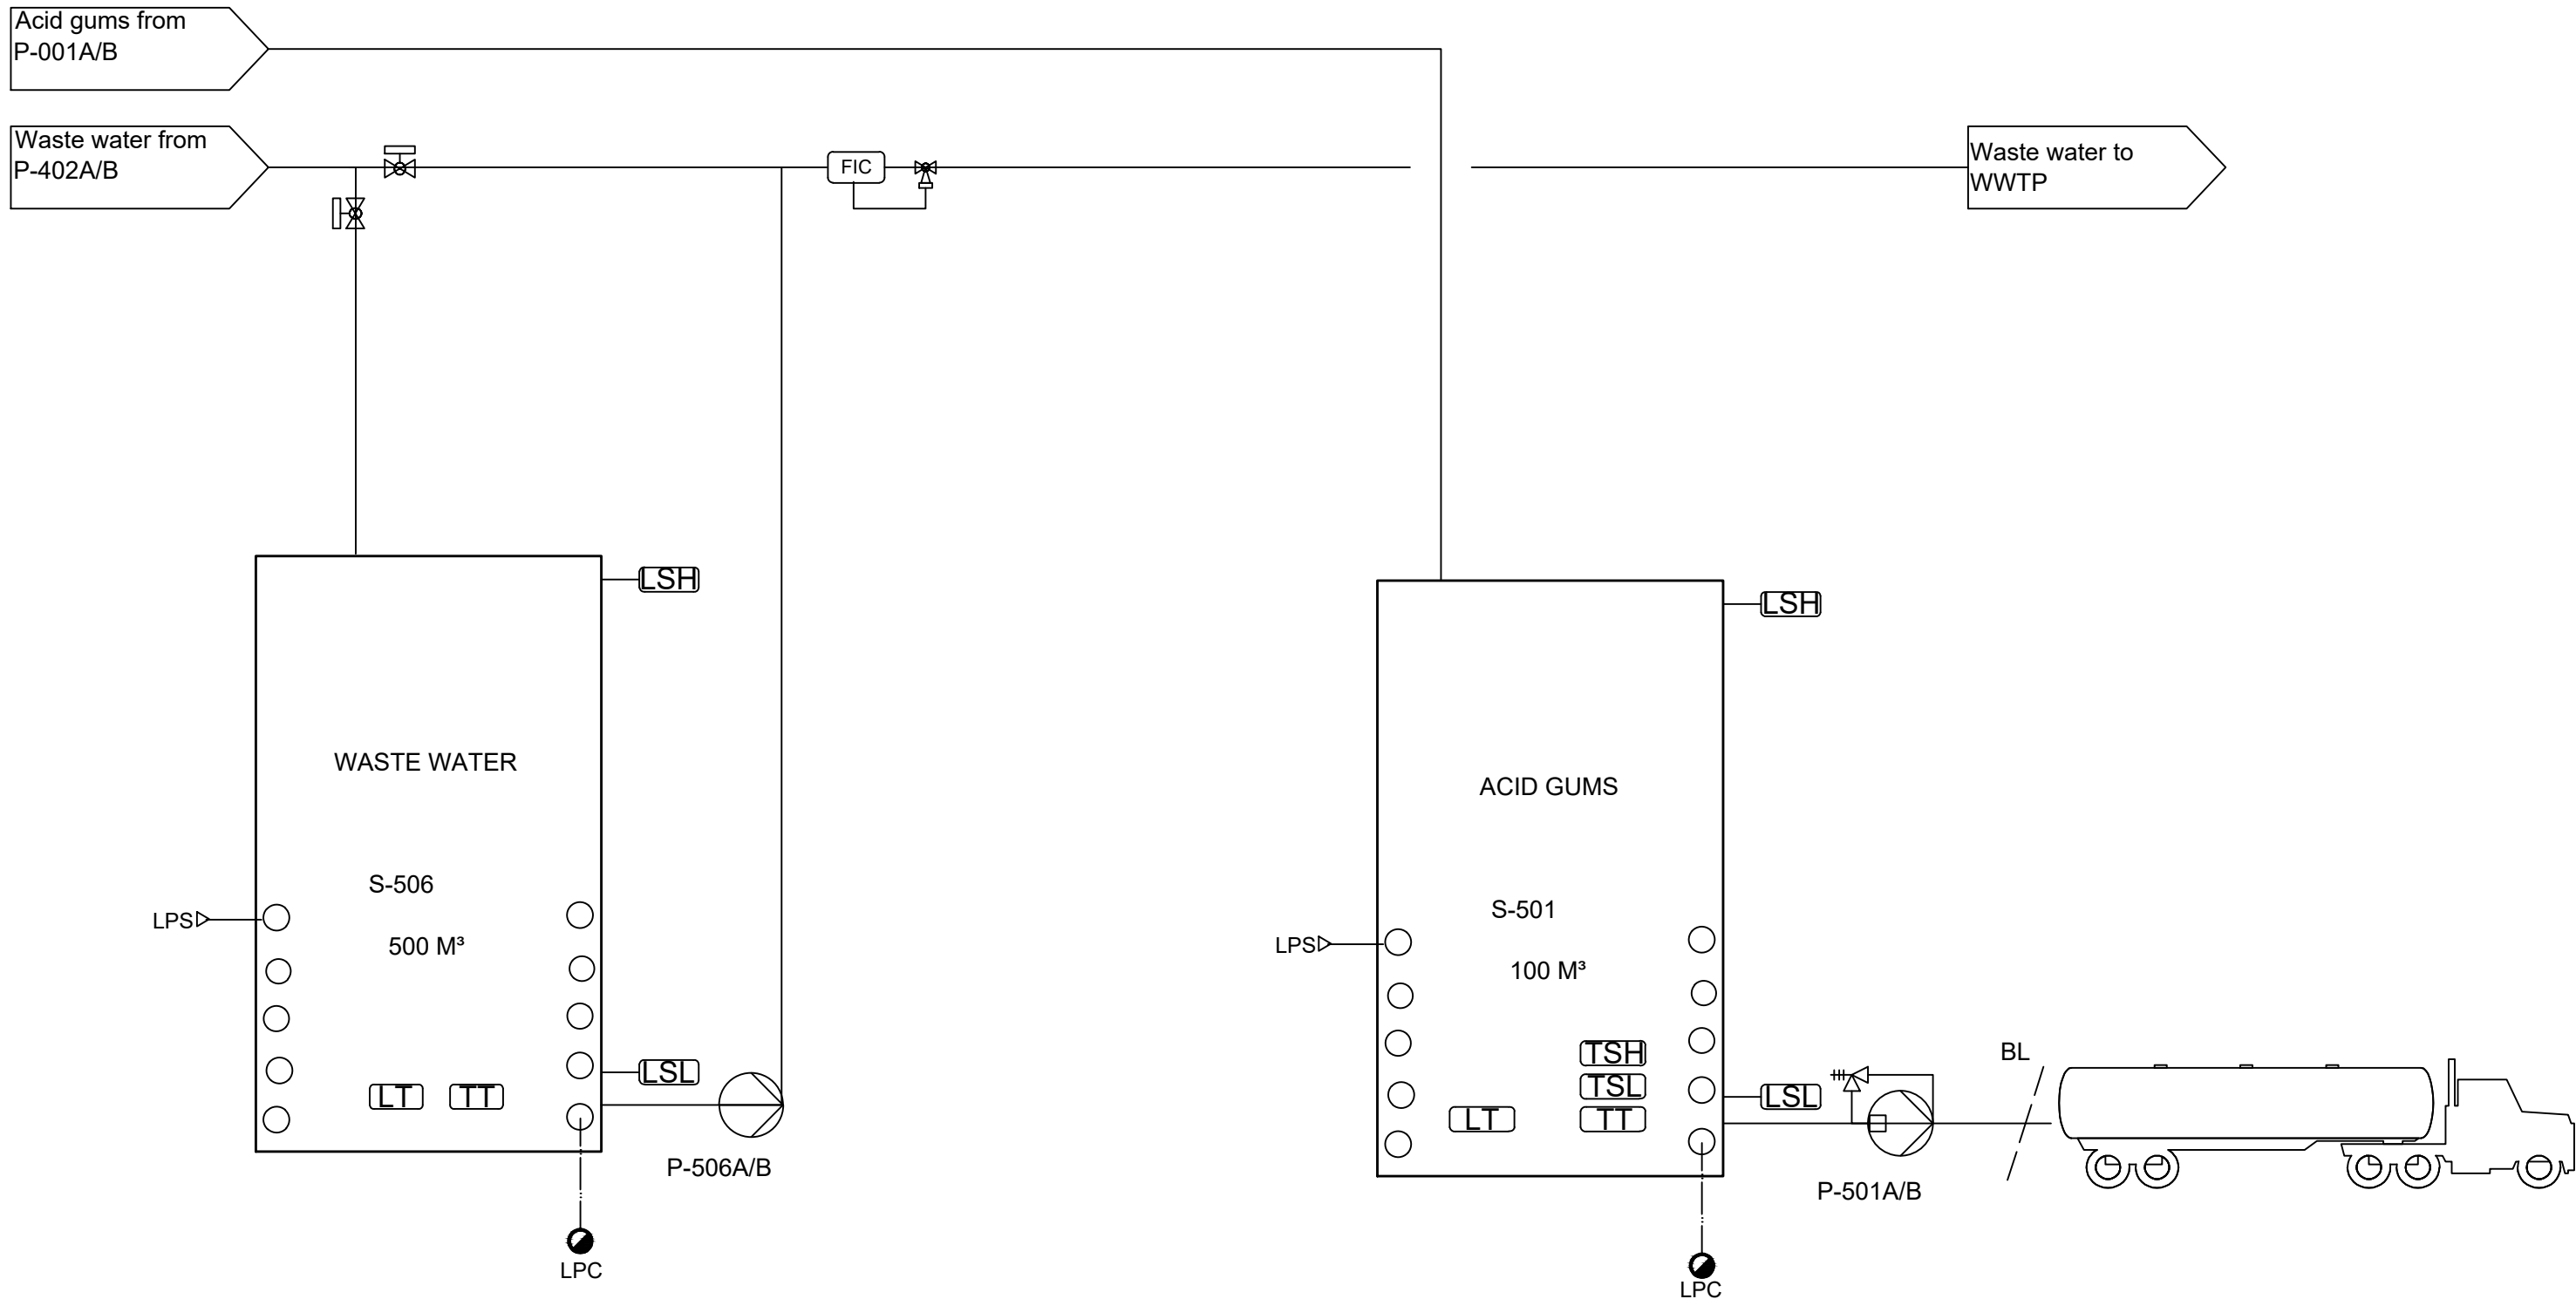 Acid gums from
P-001A/B
Waste water from
P-402A/B
FIC
Waste water to
WWTP
LSH
LSH
WASTE WATER
ACID GUMS
S-506
S-501
LPS
LPS
500 M³
100 M³
TSH
LSL
TSL
LT
TT
LSL
LT
TT
BL
P-506A/B
P-501A/B
LPC
LPC